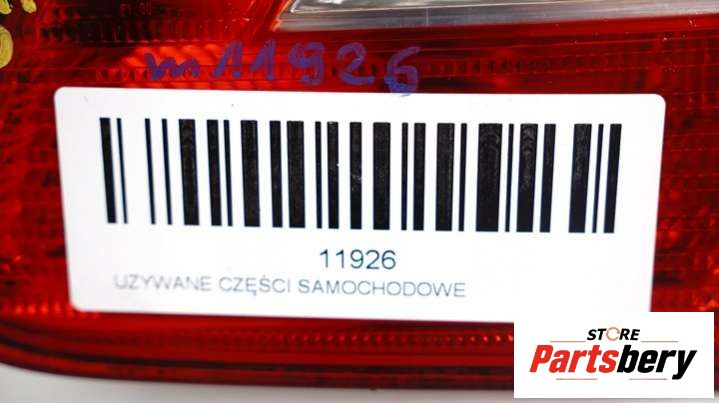 m11926
11926
UZYWANE CZĘŚCI SAMOCHODOWE
STORE
Partsbery